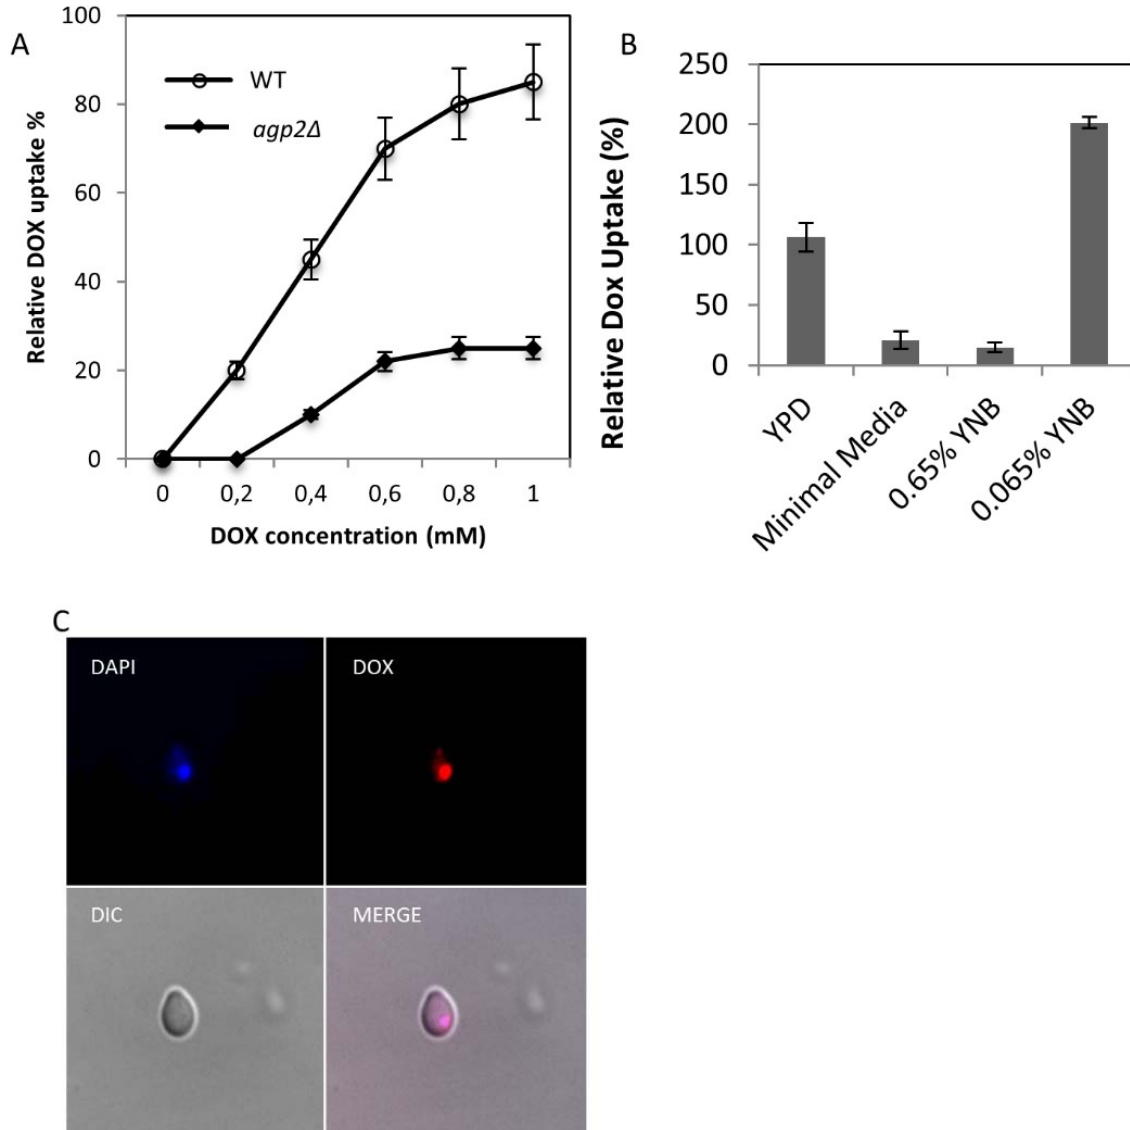 A
100
80
60
40
20
0
Relative DOX uptake %
WT
agp2Δ
0 0,2 0,4 0,6 0,8 1
DOX concentration (mM)
B
250
200
150
100
50
0
Relative Dox Uptake (%)
YPD
Minimal Media
0.65% YNB
0.065% YNB
C
DAPI
DOX
DIC
MERGE